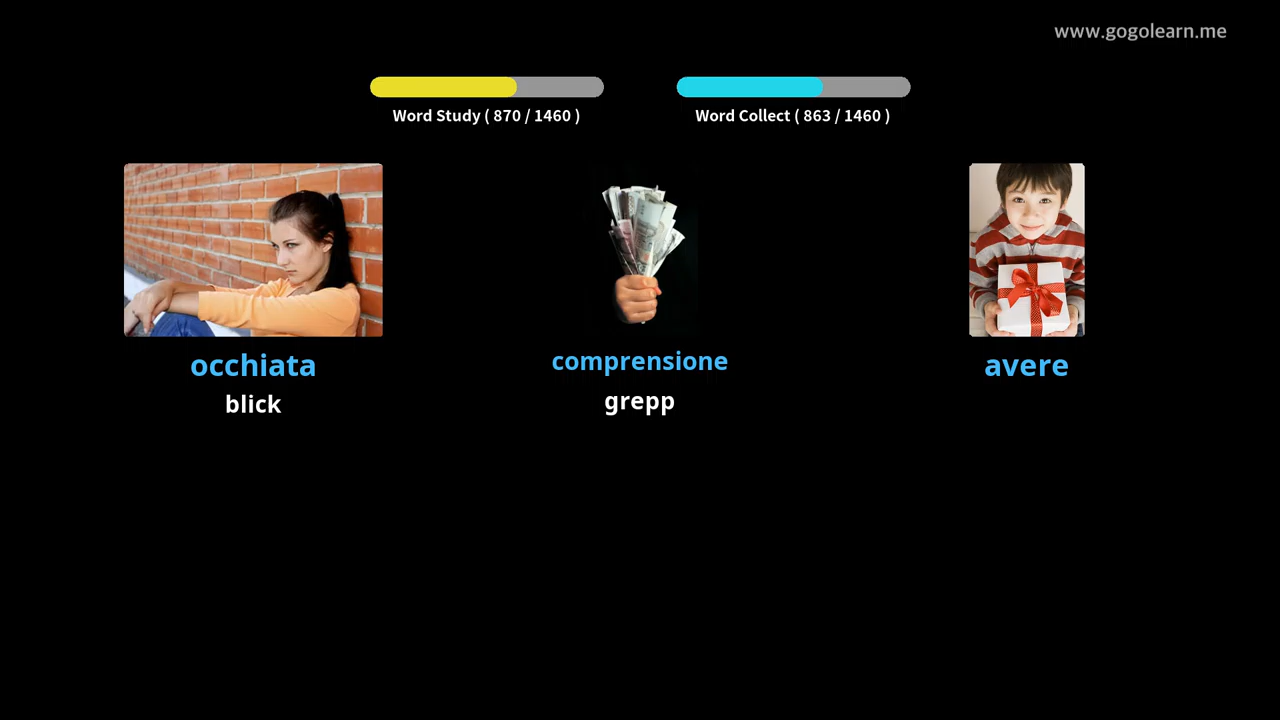 www.gogolearn.me
Word Study ( 870 / 1460 )
Word Collect ( 863 / 1460 )
occhiata
blick
comprensione
grepp
avere